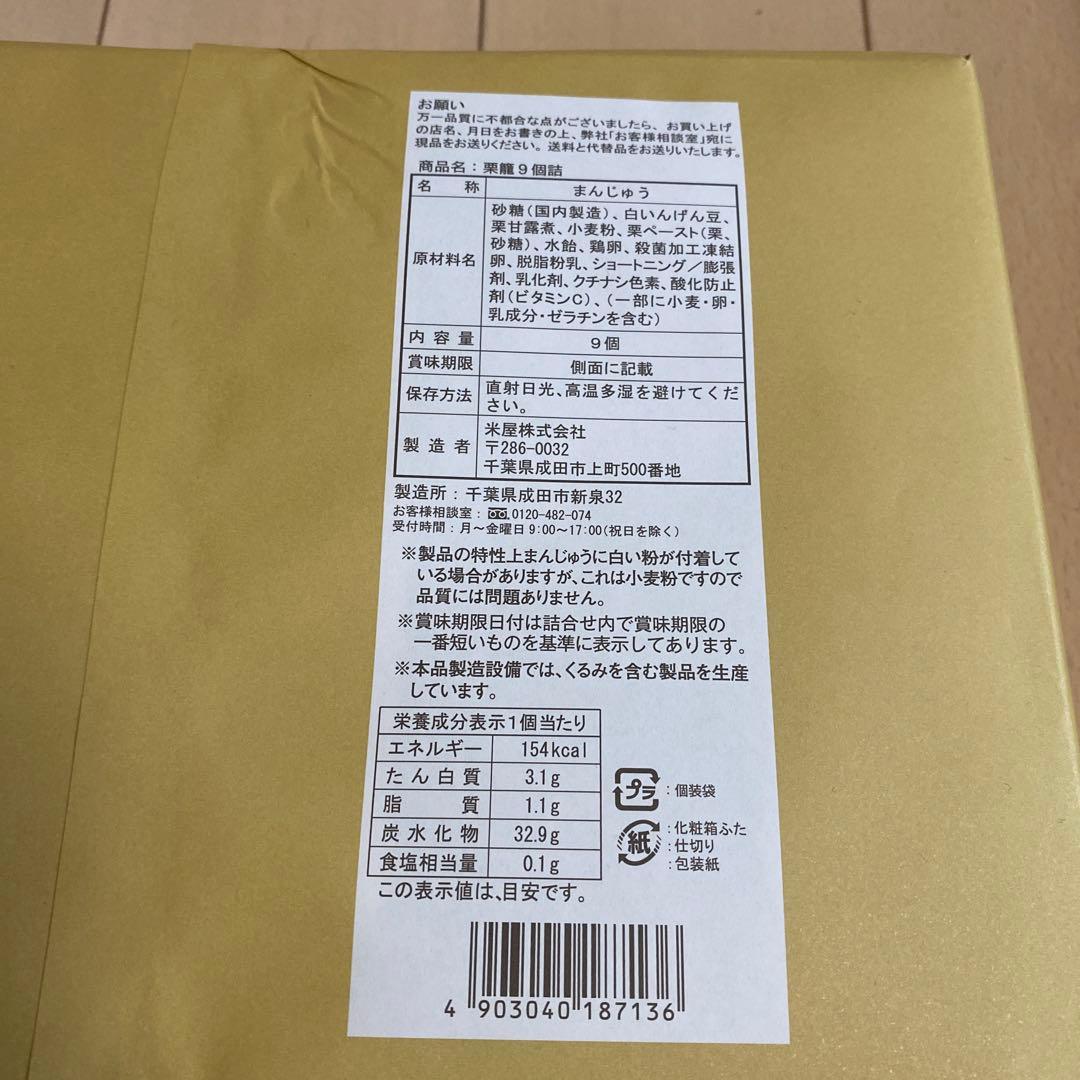 お願い
万一品質に不都合な点がございましたら、お買い上げ
の店名、月日をお書きの上、弊社「お客様相談室」宛に
現品をお送りください。送料と代替品をお送りいたします。
商品名：栗籠９個詰
名称 まんじゅう
原材料名 砂糖(国内製造)、白いんげん豆、
栗甘露煮、小麦粉、栗ペースト(栗、
砂糖)、水飴、鶏卵、殺菌加工凍結
卵、脱脂粉乳、ショートニング／膨張
剤、乳化剤、クチナシ色素、酸化防止
剤(ビタミンC)、(一部に小麦・卵・
乳成分・ゼラチンを含む)
内容量 ９個
賞味期限 側面に記載
保存方法 直射日光、高温多湿を避けてくだ
さい。
製造者 米屋株式会社
〒286-0032
千葉県成田市上町500番地
製造所：千葉県成田市新泉32
お客様相談室： 0120-482-074
受付時間：月～金曜日9:00～17:00(祝日を除く)
※製品の特性上まんじゅうに白い粉が付着して
いる場合がありますが、これは小麦粉ですので
品質には問題ありません。
※賞味期限日付は詰合せ内で賞味期限の
一番短いものを基準に表示してあります。
※本品製造設備では、くるみを含む製品を生産
しています。
栄養成分表示１個当たり
エネルギー 154kcal
たん白質 3.1g
脂質 1.1g
炭水化物 32.9g
食塩相当量 0.1g
この表示値は、目安です。
プラ：個装袋
紙：化粧箱ふた
：仕切り
：包装紙
4 903040 187136